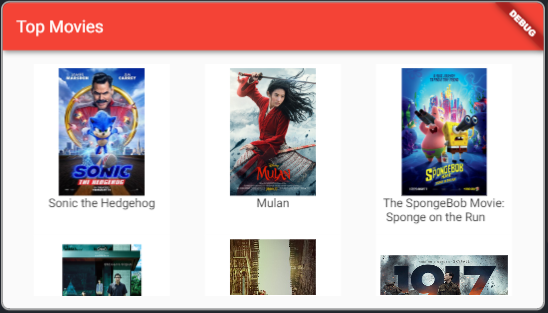 Top Movies
DEBUG
CARREY
SONIC
THE HEDGEHOG
MULAN
SPONGEBOB
Sonic the Hedgehog
Mulan
The SpongeBob Movie:
Sponge on the Run
1917